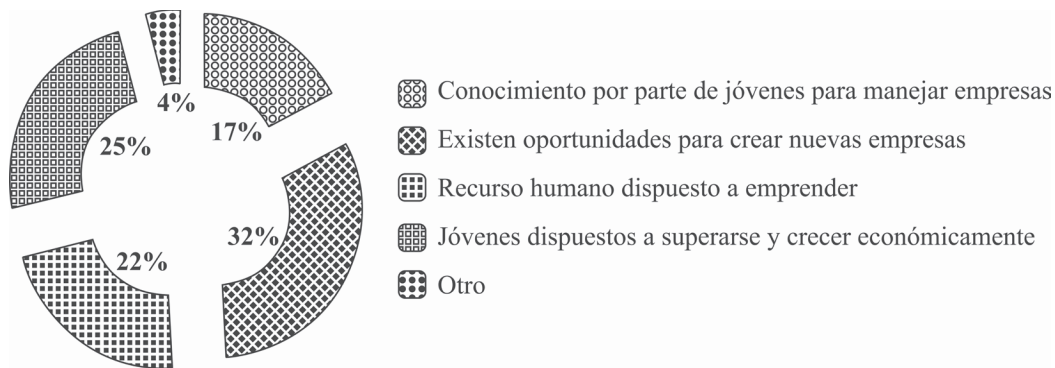 4%
17%
25%
32%
22%
Conocimiento por parte de jóvenes para manejar empresas
Existen oportunidades para crear nuevas empresas
Recurso humano dispuesto a emprender
Jóvenes dispuestos a superarse y crecer económicamente
Otro